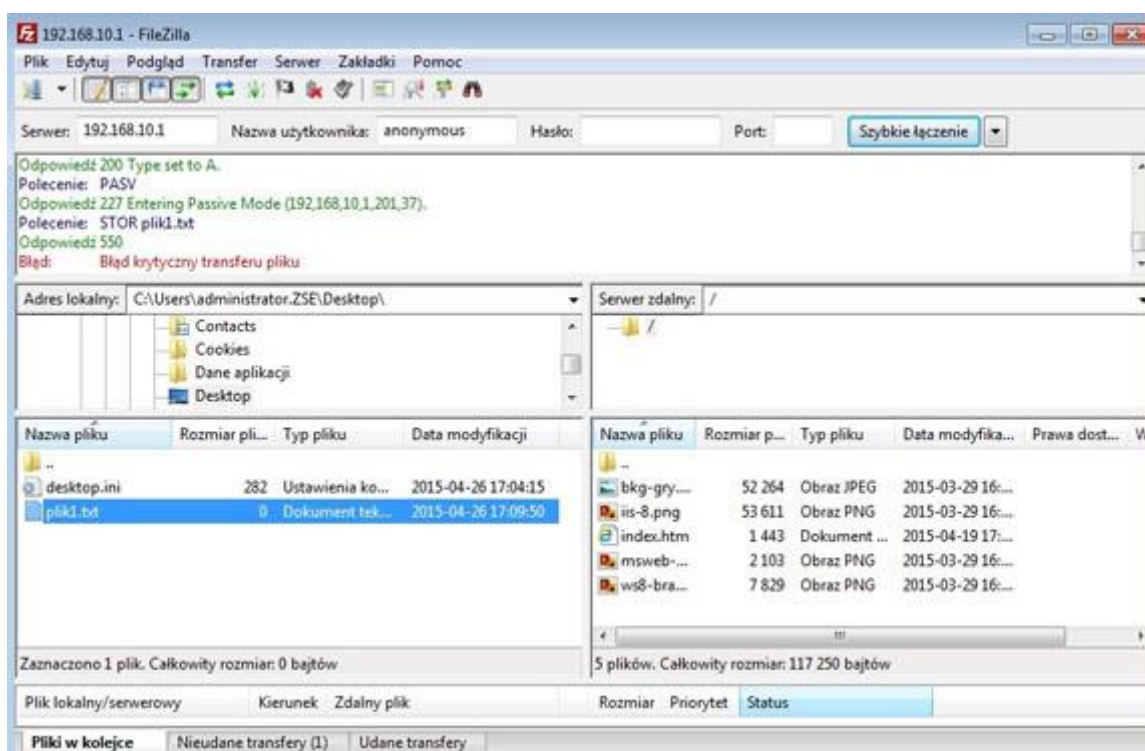 192.168.10.1 - FileZilla
Plik Edytuj Podgląd Transfer Serwer Zakładki Pomoc
Serwer: 192.168.10.1 Nazwa użytkownika: anonymous Hasło: Port: Szybkie łączenie
Odpowiedź 200 Type set to A.
Polecenie: PASV
Odpowiedź 227 Entering Passive Mode (192,168,10,1,201,37).
Polecenie: STOR plik1.txt
Odpowiedź 550
Błąd: Błąd krytyczny transferu pliku
Adres lokalny: C:\Users\administrator.ZSE\Desktop\
Contacts
Cookies
Dane aplikacji
Desktop
Serwer zdalny: /
/
Nazwa pliku Rozmiar pli... Typ pliku Data modyfikacji
..
desktop.ini 282 Ustawienia ko... 2015-04-26 17:04:15
plik1.txt 0 Dokument tek... 2015-04-26 17:09:50
Zaznaczono 1 plik. Całkowity rozmiar: 0 bajtów
Nazwa pliku Rozmiar p... Typ pliku Data modyfika... Prawa dost... W
..
bkg-gry.... 52 264 Obraz JPEG 2015-03-29 16:...
iis-8.png 53 611 Obraz PNG 2015-03-29 16:...
index.htm 1 443 Dokument ... 2015-04-19 17:...
msweb-... 2 103 Obraz PNG 2015-03-29 16:...
ws8-bra... 7 829 Obraz PNG 2015-03-29 16:...
5 plików. Całkowity rozmiar: 117 250 bajtów
Plik lokalny/serwerowy Kierunek Zdalny plik Rozmiar Priorytet Status
Pliki w kolejce Nieudane transfery (1) Udane transfery